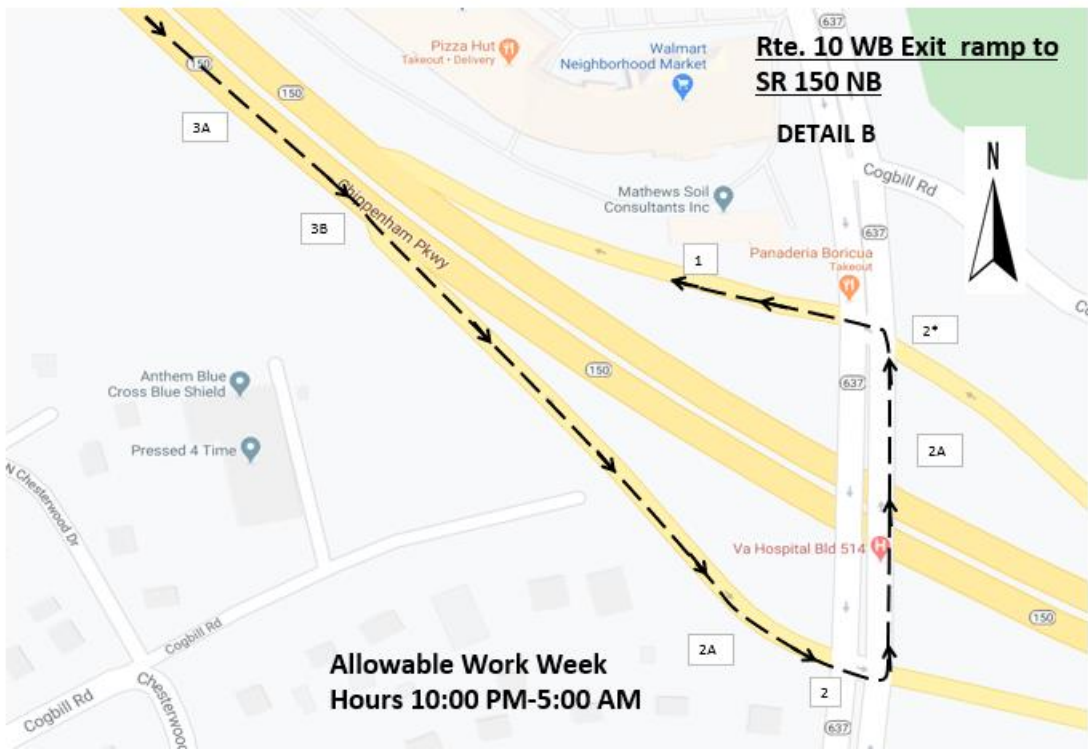 637
Rte. 10 WB Exit ramp to
SR 150 NB
DETAIL B
Pizza Hut
Takeout • Delivery
Walmart
Neighborhood Market
150
150
3A
N
Cogbill Rd
Mathews Soil
Consultants Inc
637
3B
Chippenham Pkwy
1
Panaderia Boricua
Takeout
Co
2*
150
637
Anthem Blue
Cross Blue Shield
Pressed 4 Time
2A
N Chesterwood Dr
Va Hospital Bld 514
H
150
Cogbill Rd
2A
Allowable Work Week
Hours 10:00 PM-5:00 AM
2
Cogbill Rd
Chesterwood
637